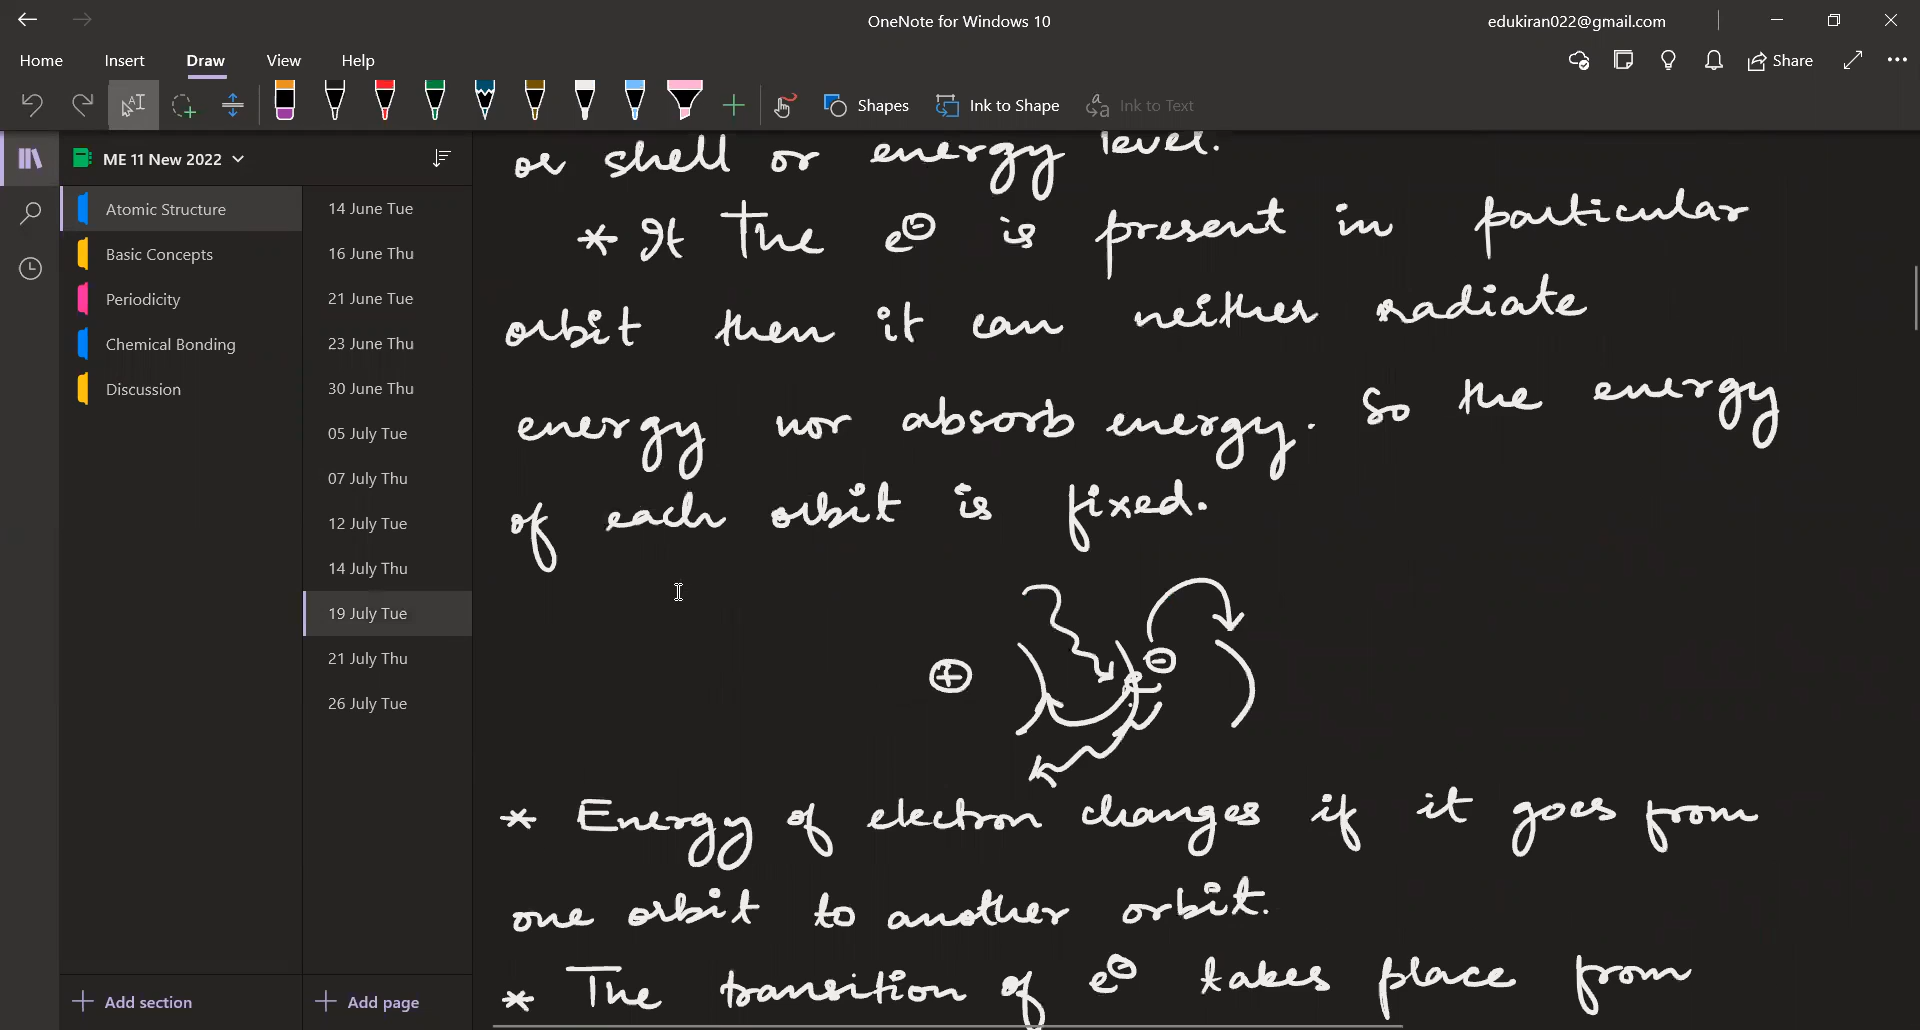 OneNote for Windows 10
edukiran022@gmail.com
Home Insert Draw View Help
Share
Shapes Ink to Shape Ink to Text
ME 11 New 2022
Atomic Structure
Basic Concepts
Periodicity
Chemical Bonding
Discussion
Add section
14 June Tue
16 June Thu
21 June Tue
23 June Thu
30 June Thu
05 July Tue
07 July Thu
12 July Tue
14 July Thu
19 July Tue
21 July Thu
26 July Tue
Add page
or shell or energy level.
* If The e⊖ is present in particular
orbit then it can neither radiate
energy nor absorb energy. So the energy
of each orbit is fixed.
⊕ ⊖
* Energy of electron changes if it goes from
one orbit to another orbit.
* The transition of e⊖ takes place from